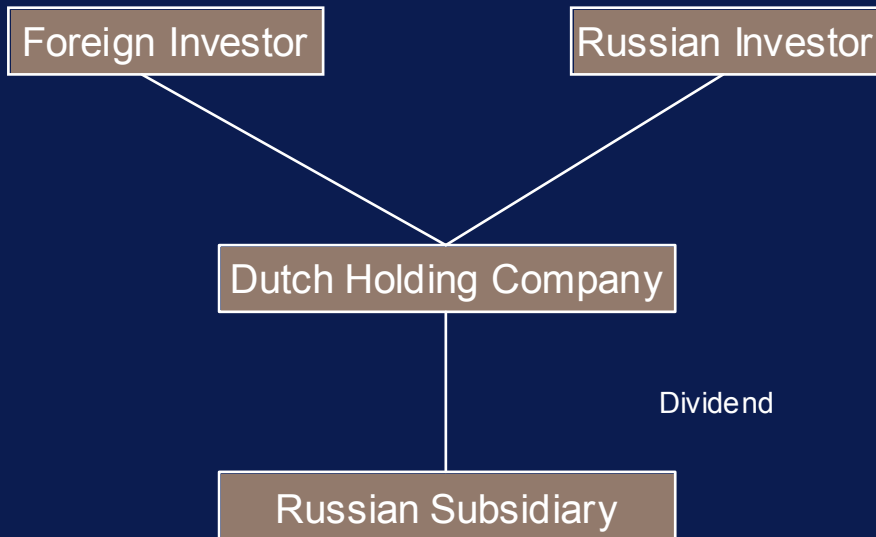 Foreign Investor
Russian Investor
Dutch Holding Company
Dividend
Russian Subsidiary